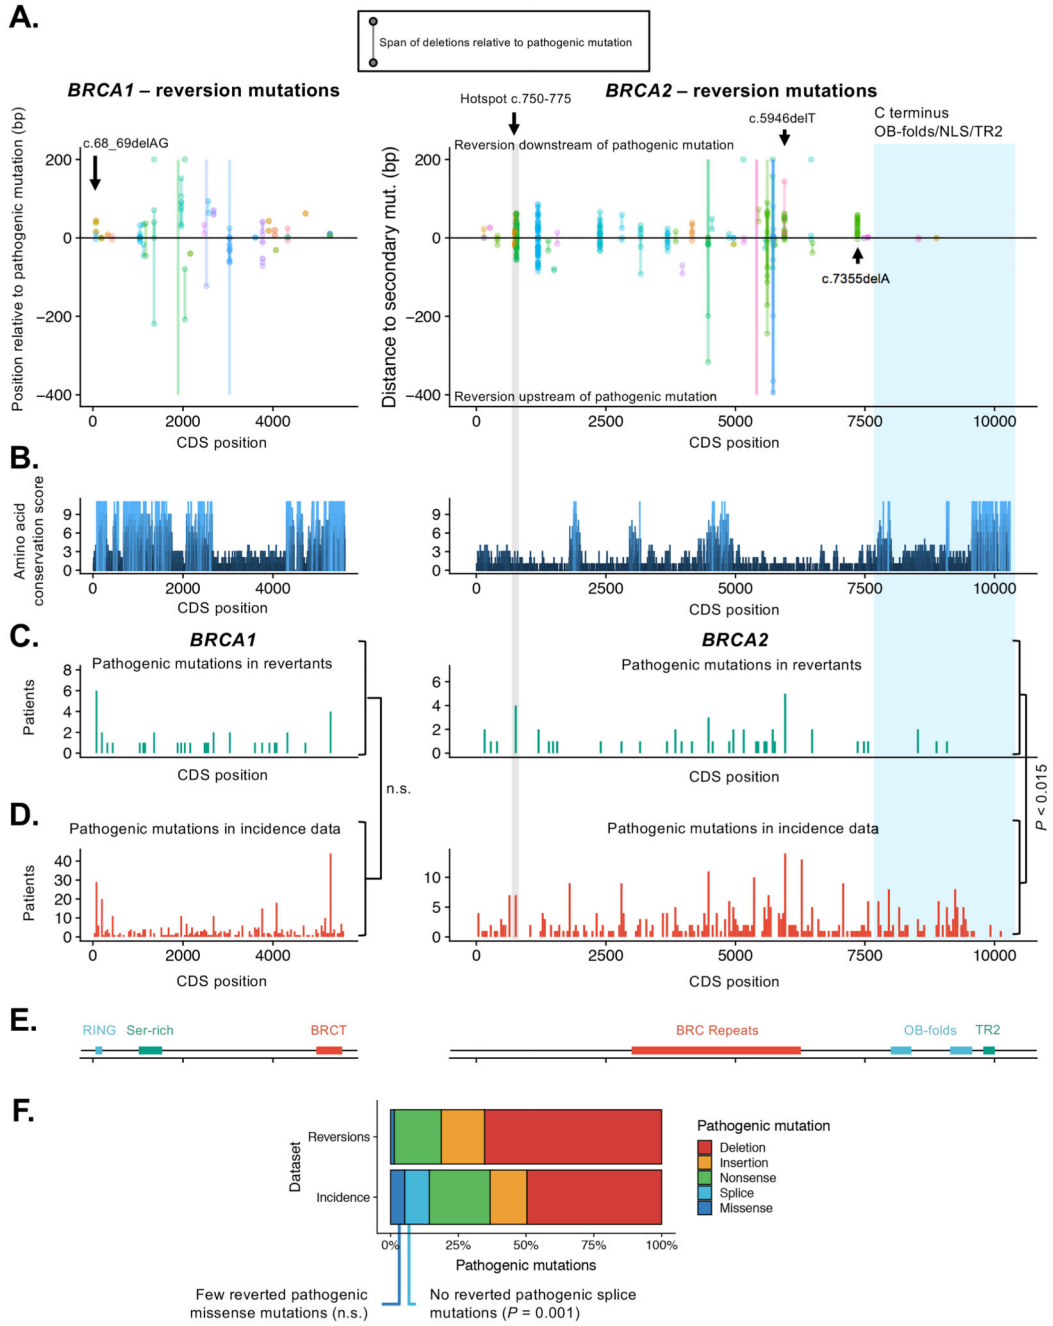 A.
Span of deletions relative to pathogenic mutation
BRCA1 – reversion mutations
BRCA2 – reversion mutations
Hotspot c.750-775
c.68_69delAG
c.5946delT
C terminus
OB-folds/NLS/TR2
Reversion downstream of pathogenic mutation
c.7355delA
Reversion upstream of pathogenic mutation
Position relative to pathogenic mutation (bp)
200
0
−200
−400
0 2000 4000
CDS position
Distance to secondary mut. (bp)
200
0
−200
−400
0 2500 5000 7500 10000
CDS position
B.
Amino acid
conservation score
9
6
3
0
0 2000 4000
CDS position
9
6
3
0
0 2500 5000 7500 10000
CDS position
C.
BRCA1
Pathogenic mutations in revertants
Patients
8
6
4
2
0
CDS position
BRCA2
Pathogenic mutations in revertants
6
4
2
0
CDS position
n.s.
P < 0.015
D.
Pathogenic mutations in incidence data
Patients
40
30
20
10
0
0 2000 4000
CDS position
Pathogenic mutations in incidence data
10
5
0
0 2500 5000 7500 10000
CDS position
E.
RING Ser-rich BRCT
BRC Repeats OB-folds TR2
F.
Dataset
Reversions
Incidence
0% 25% 50% 75% 100%
Pathogenic mutations
Pathogenic mutation
Deletion
Insertion
Nonsense
Splice
Missense
Few reverted pathogenic
missense mutations (n.s.)
No reverted pathogenic splice
mutations (P = 0.001)